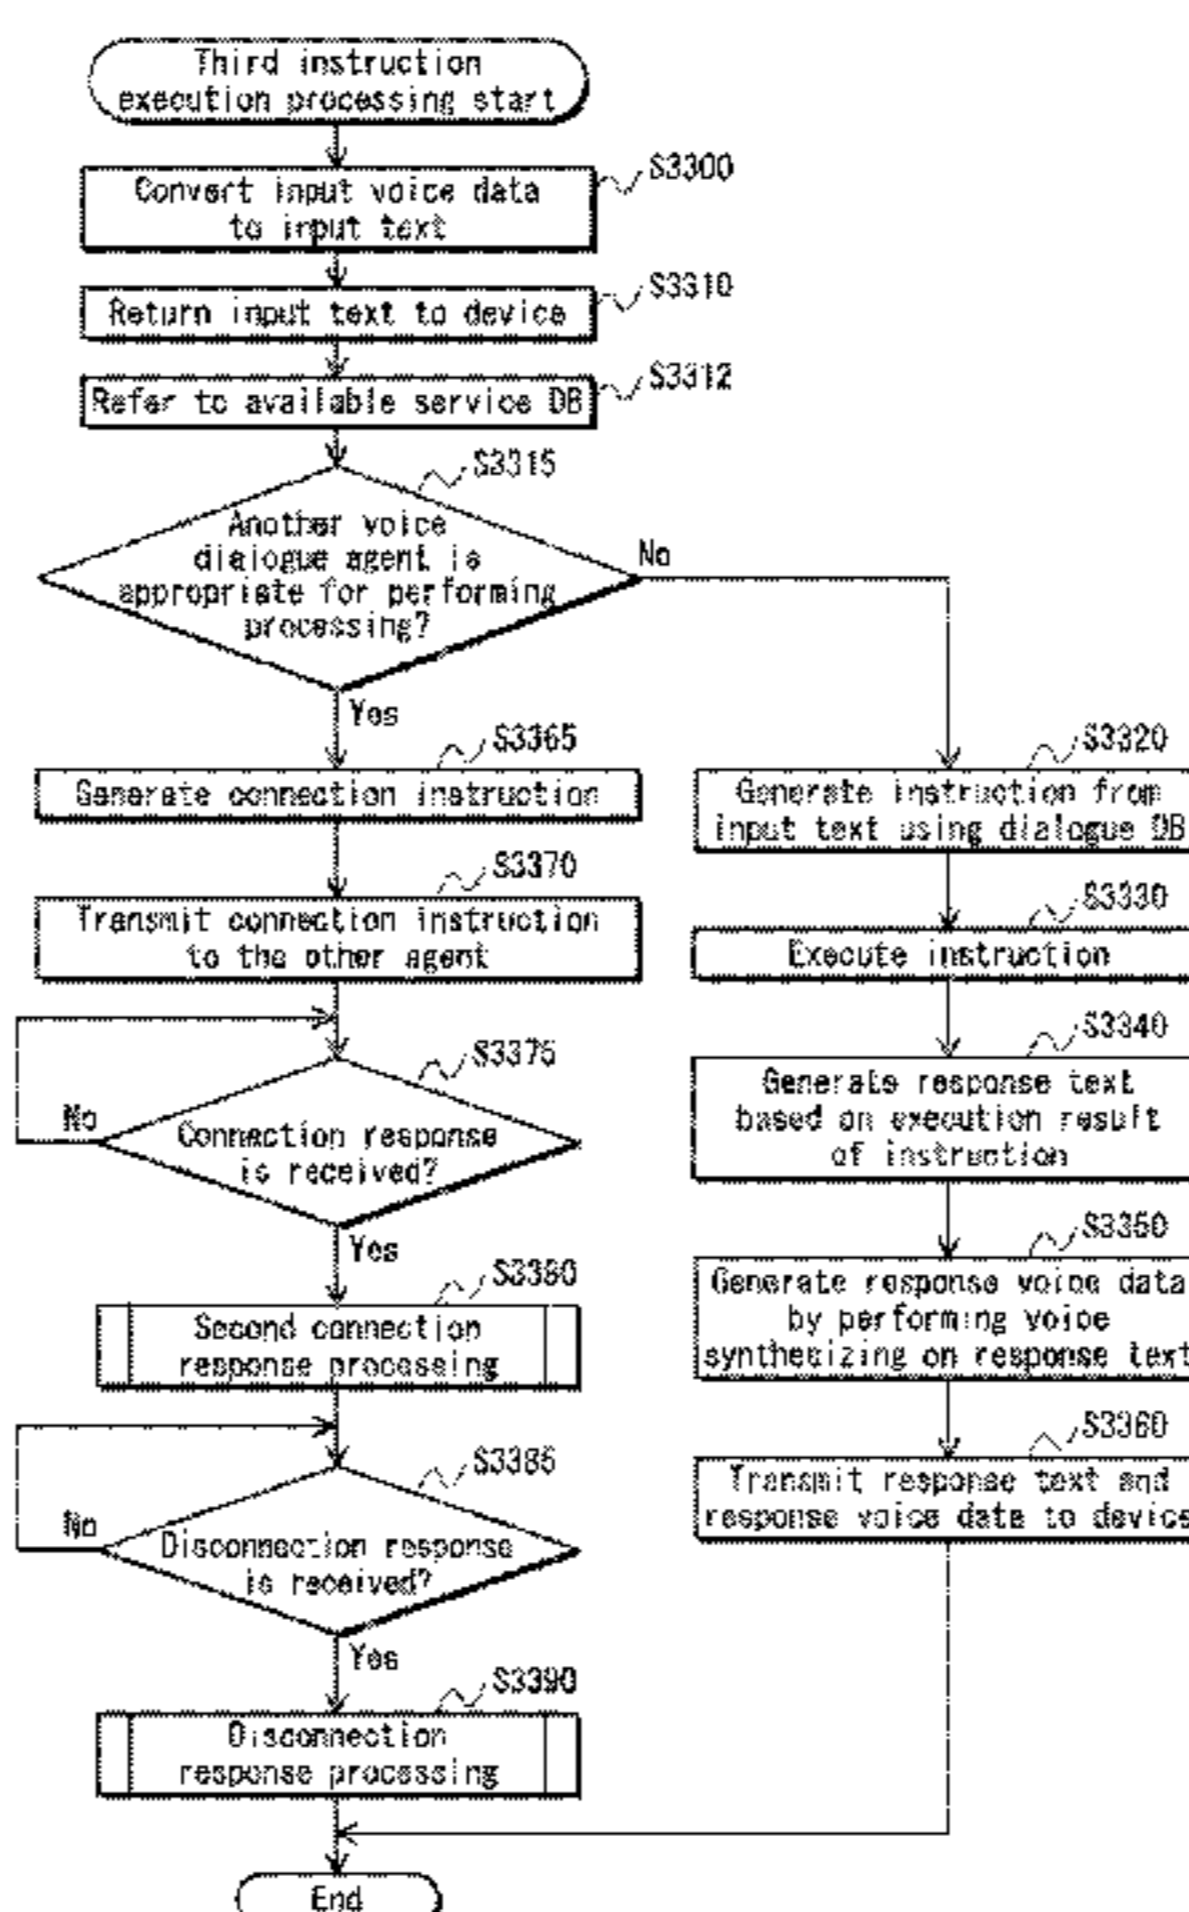 Third instruction
execution processing start
S3300
Convert input voice data
to input text
S3310
Return input text to device
S3312
Refer to available service DB
S3315
Another voice
dialogue agent is
appropriate for performing
processing?
No
Yes
S3365
Generate connection instruction
S3370
Transmit connection instruction
to the other agent
S3375
Connection response
is received?
No
Yes
S3380
Second connection
response processing
S3385
Disconnection response
is received?
No
Yes
S3390
Disconnection
response processing
S3320
Generate instruction from
input text using dialogue DB
S3330
Execute instruction
S3340
Generate response text
based on execution result
of instruction
S3350
Generate response voice data
by performing voice
synthesizing on response text
S3360
Transmit response text and
response voice data to device
End